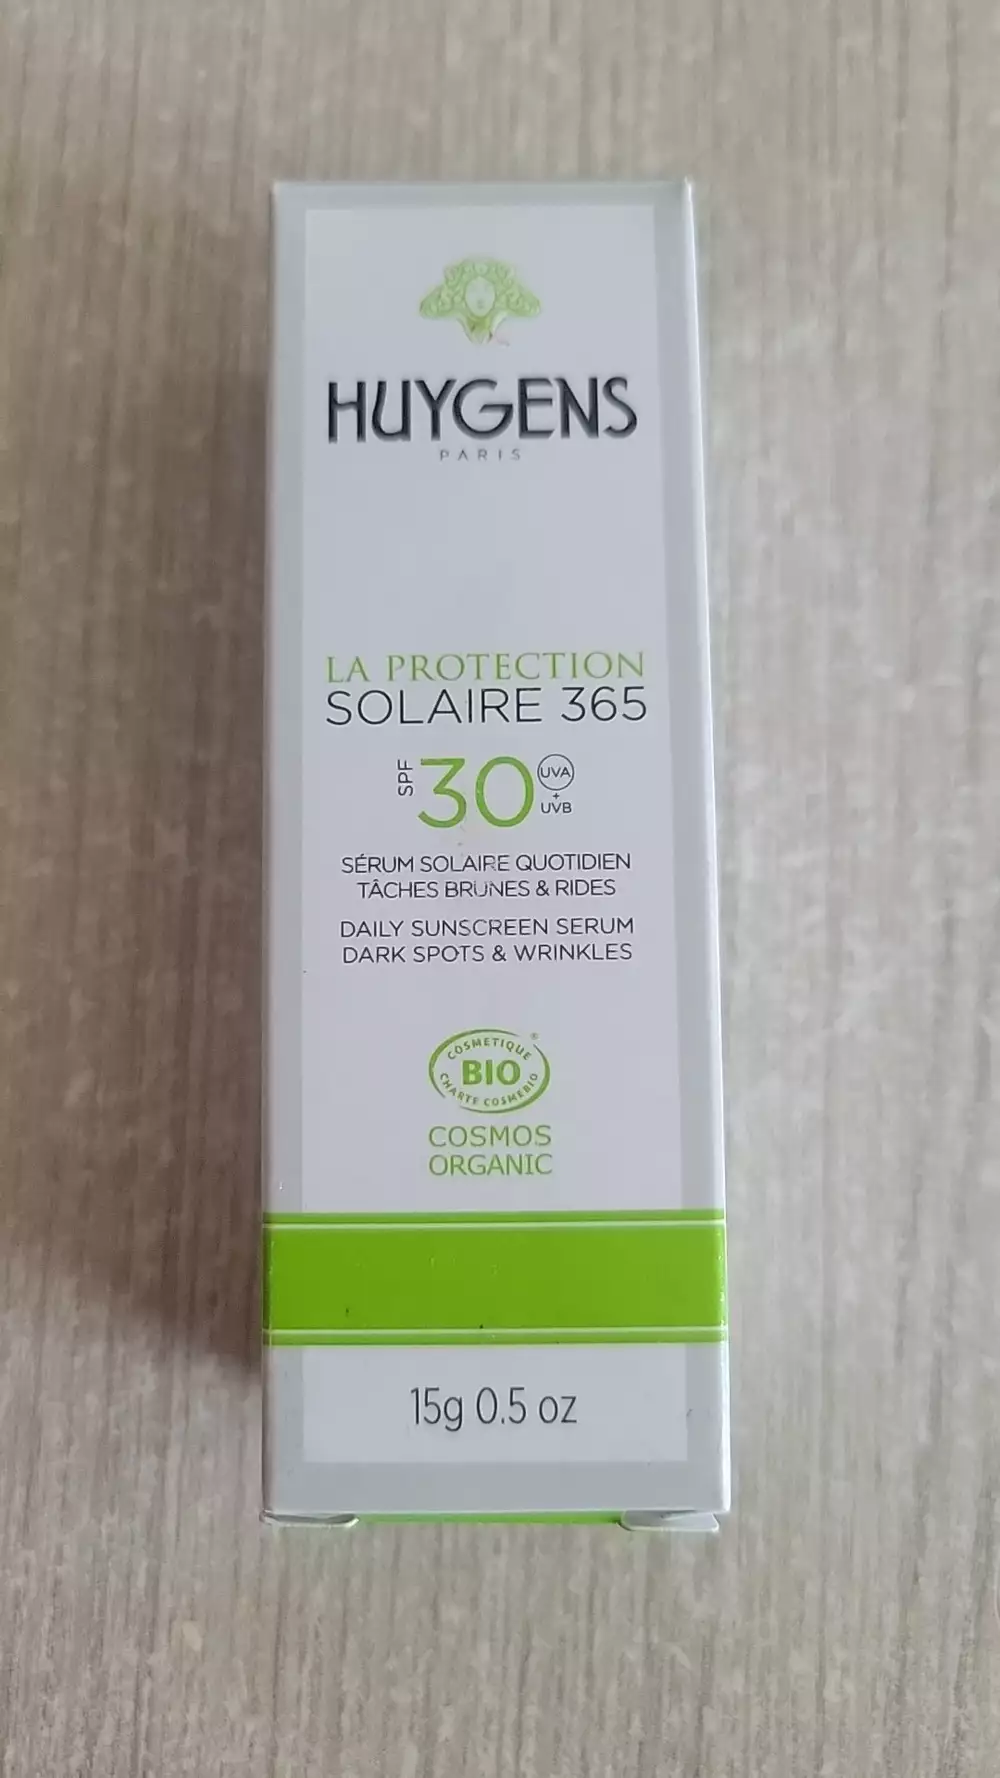 HUYGENS
PARIS
LA PROTECTION
SOLAIRE 365
SPF 30 UVA
+
UVB
SÉRUM SOLAIRE QUOTIDIEN
TÂCHES BRUNES & RIDES
DAILY SUNSCREEN SERUM
DARK SPOTS & WRINKLES
COSMETIQUE ®
BIO
CHARTE COSMEBIO
COSMOS
ORGANIC
15g 0.5 oz